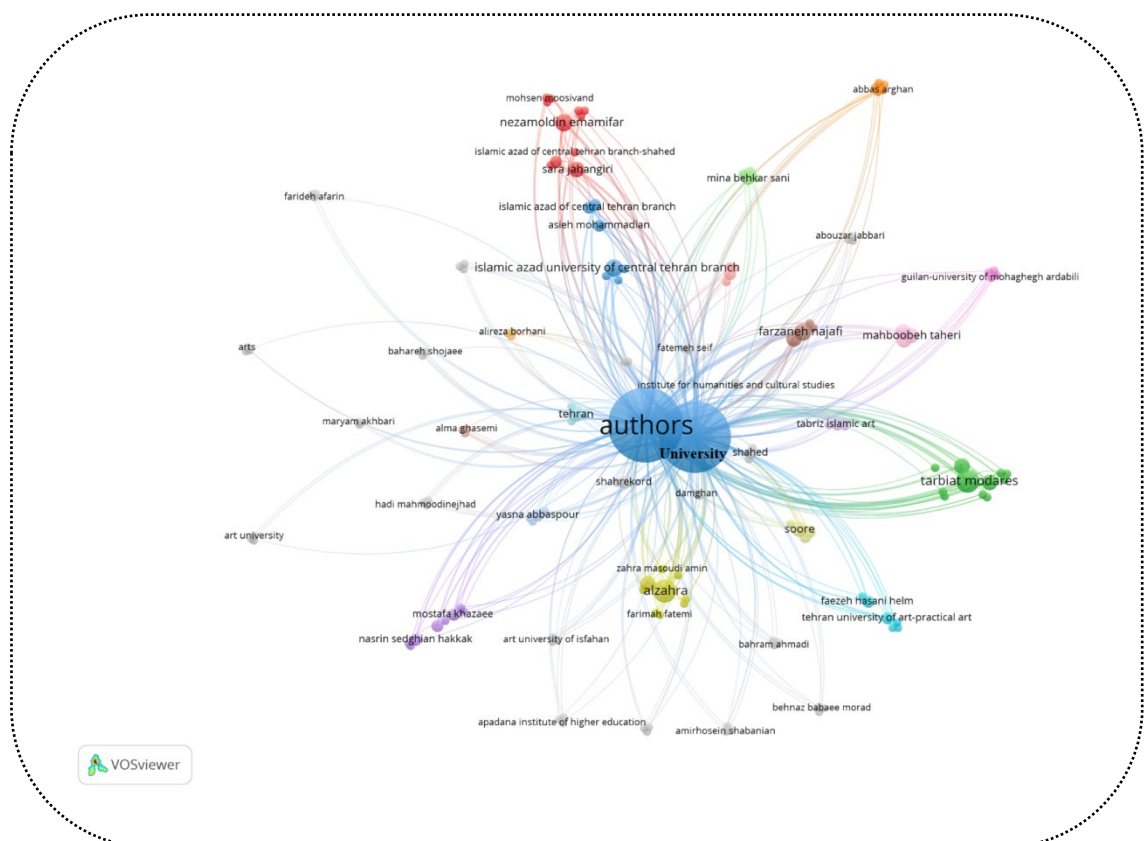 abbas arghan
mohsen moosivand
nezamoldin emamifar
islamic azad of central tehran branch-shahed
sara jahangiri
mina behkar sani
farideh afarin
islamic azad of central tehran branch
asieh mohammadian
abouzar jabbari
islamic azad university of central tehran branch
guilan-university of mohaghegh ardabili
alireza borhani
farzaneh najafi
mahboobeh taheri
arts
bahareh shojaee
fatemeh seif
institute for humanities and cultural studies
tehran
maryam akhbari
alma ghasemi
authors
tabriz islamic art
University
shahed
shahrekord
tarbiat modares
damghan
hadi mahmoodinejhad
yasna abbaspour
art university
soore
zahra masoudi amin
alzahra
faezeh hasani helm
mostafa khazaee
farimah fatemi
tehran university of art-practical art
nasrin sedghian hakkak
art university of isfahan
bahram ahmadi
behnaz babaee morad
apadana institute of higher education
amirhosein shabanian
VOSviewer